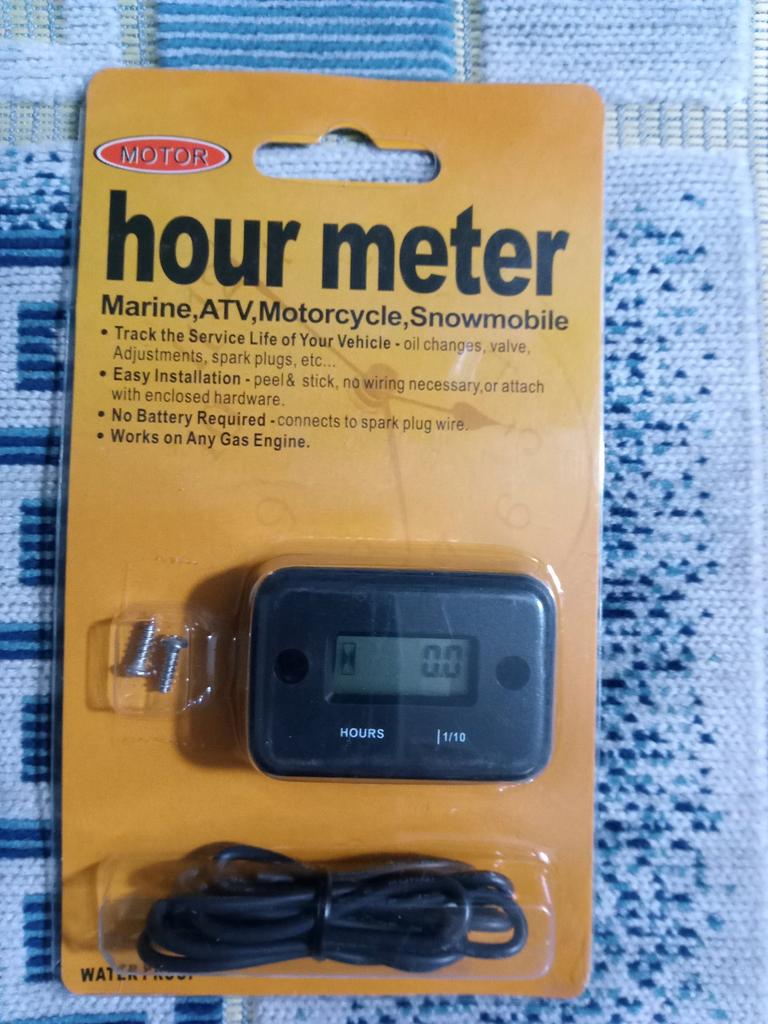 MOTOR
hour meter
Marine,ATV,Motorcycle,Snowmobile
• Track the Service Life of Your Vehicle - oil changes, valve,
Adjustments, spark plugs, etc...
• Easy Installation - peel & stick, no wiring necessary,or attach
with enclosed hardware.
• No Battery Required - connects to spark plug wire.
• Works on Any Gas Engine.
0.0
HOURS |1/10
WATERPROOF